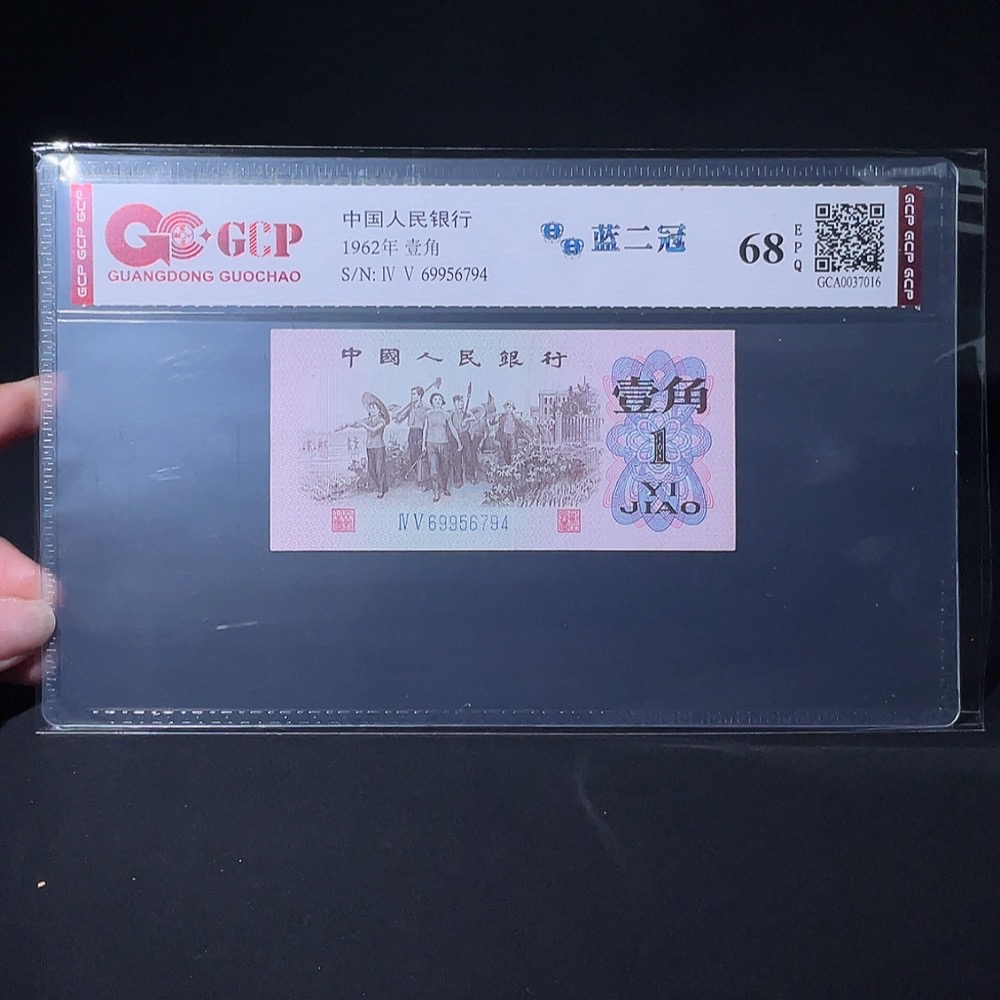 GCP GCP GCP
GCP
GUANGDONG GUOCHAO
中国人民银行
1962年 壹角
S/N: Ⅳ Ⅴ 69956794
蓝二冠
68
EPQ
GCA0037016
GCP GCP GCP
中國人民銀行
壹角
1
YI
JIAO
Ⅳ Ⅴ 69956794